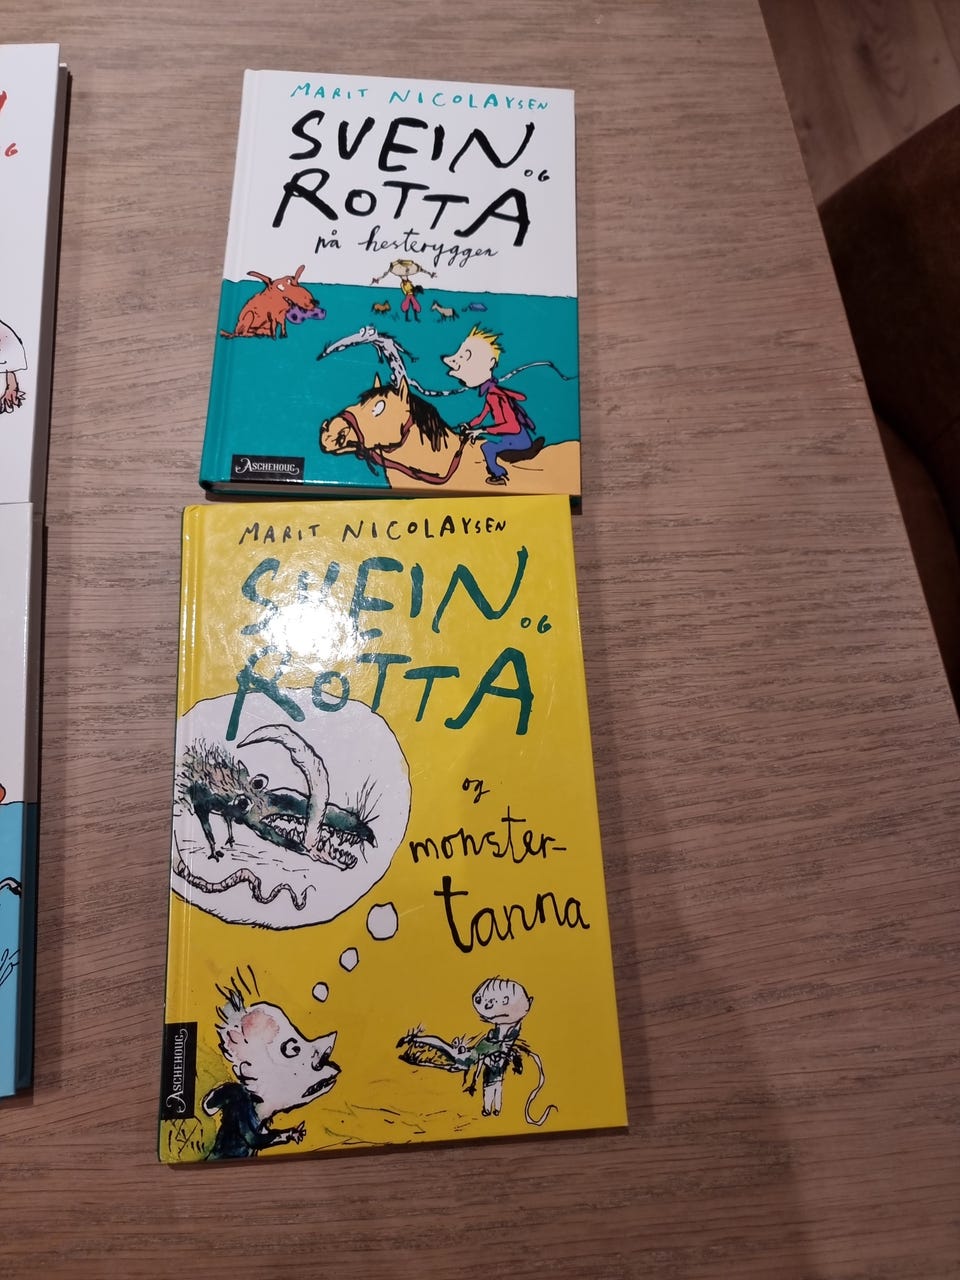 MARIT NICOLAYSEN
SVEIN OG
ROTTA
på hesteryggen
ASCHEHOUG
MARIT NICOLAYSEN
SVEIN OG
ROTTA
og
monster-
tanna
ASCHEHOUG